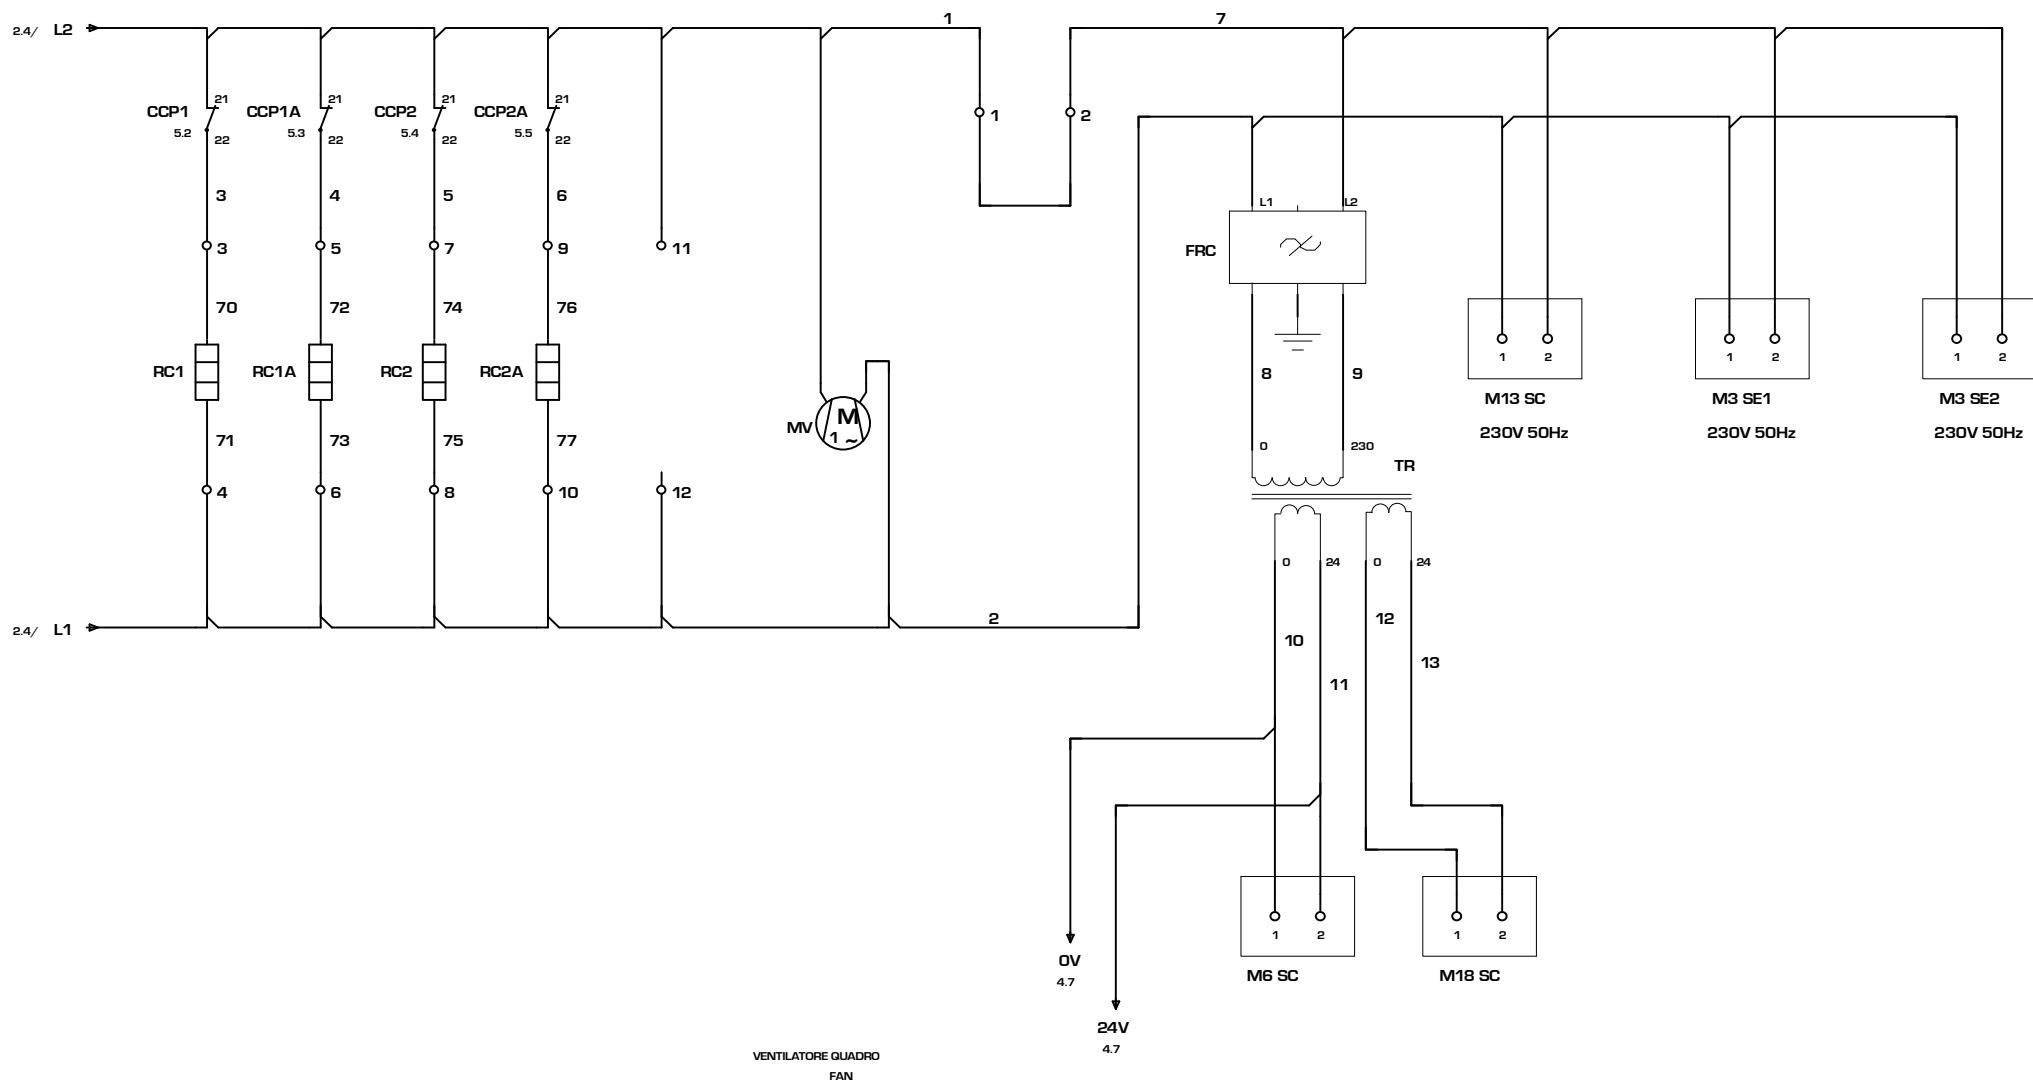 1 7
2.4/ L2
CCP1 21 CCP1A 21 CCP2 21 CCP2A 21
5.2 22 5.3 22 5.4 22 5.5 22
1 2
3 4 5 6
L1 L2
3 5 7 9 11
FRC
70 72 74 76
1 2 1 2 1 2
RC1 RC1A RC2 RC2A
8 9
M13 SC M3 SE1 M3 SE2
M
MV
1 ~
230V 50Hz 230V 50Hz 230V 50Hz
71 73 75 77
0 230
TR
4 6 8 10 12
0 24 0 24
2.4/ L1
2
12
10
13
11
1 2 1 2
0V
4.7
M6 SC M18 SC
24V
4.7
VENTILATORE QUADRO
FAN